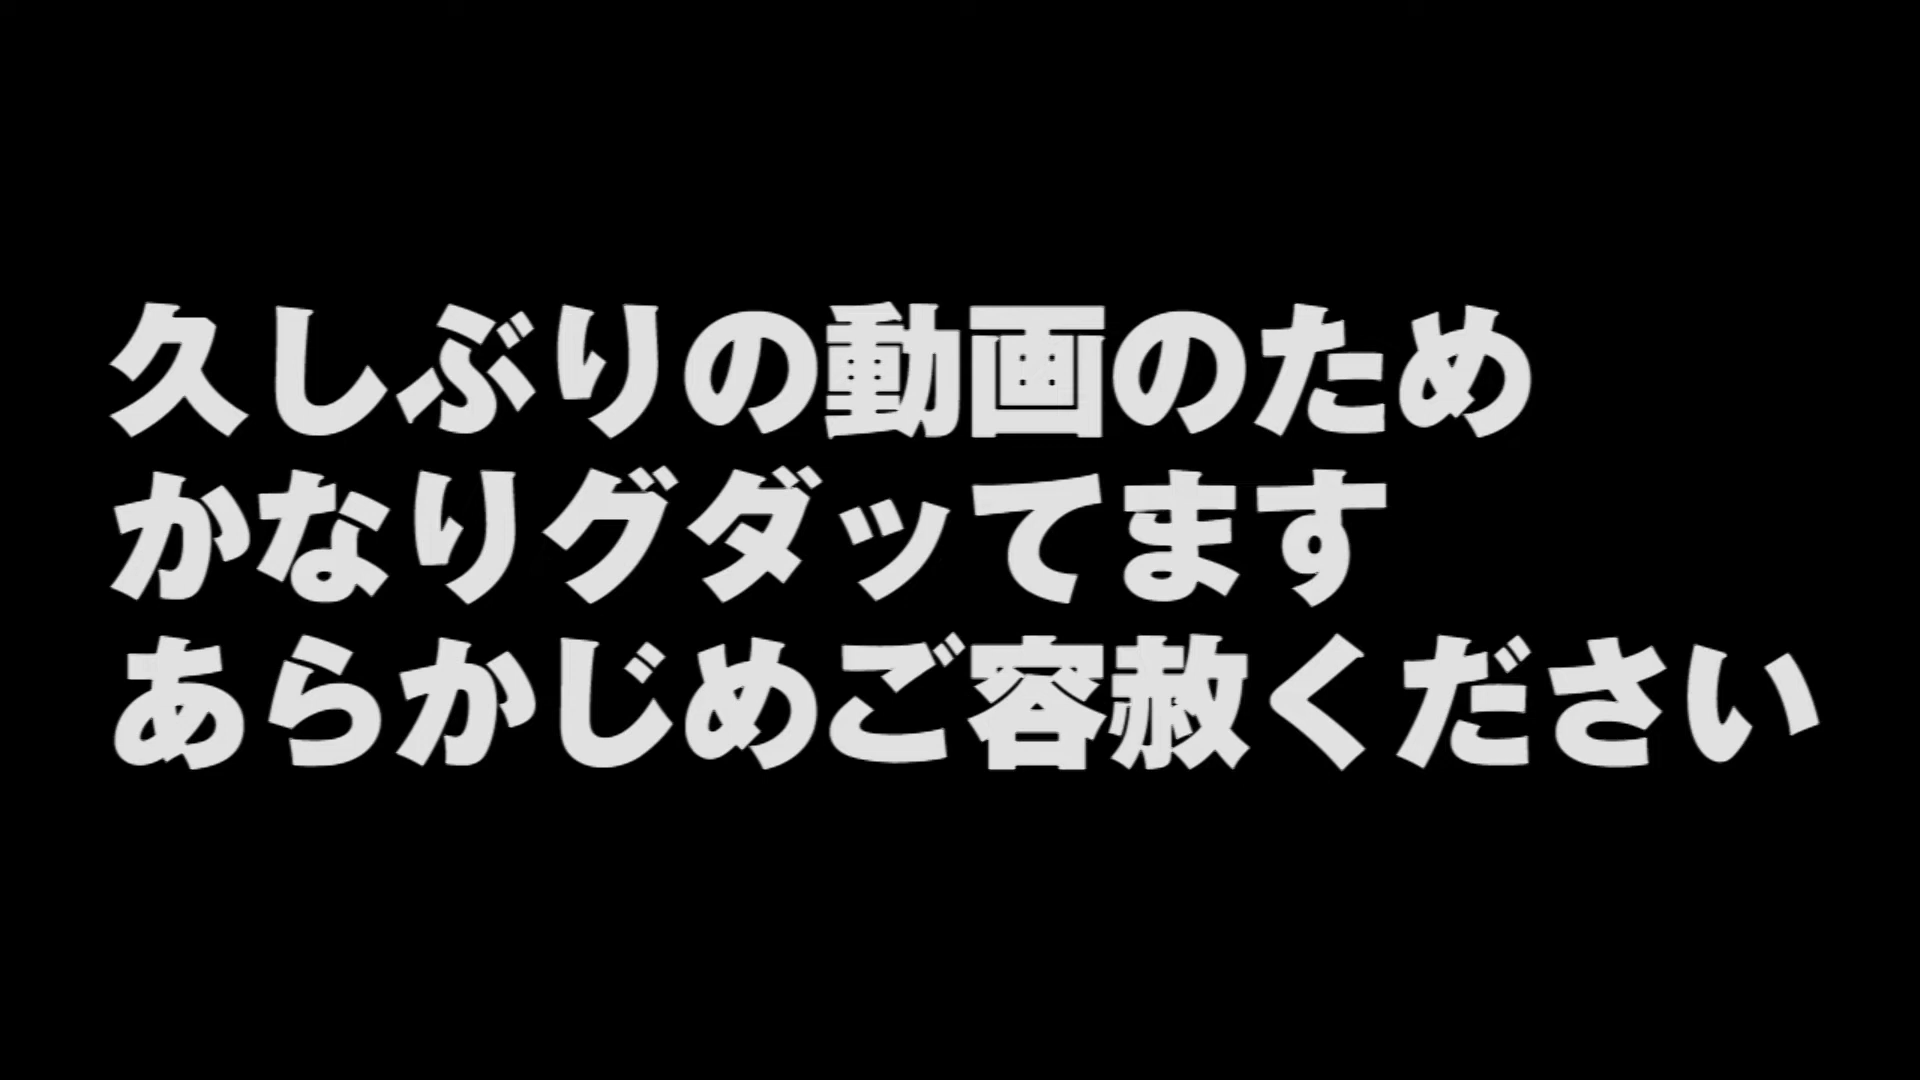 久しぶりの動画のため
かなりグダッてます
あらかじめご容赦ください